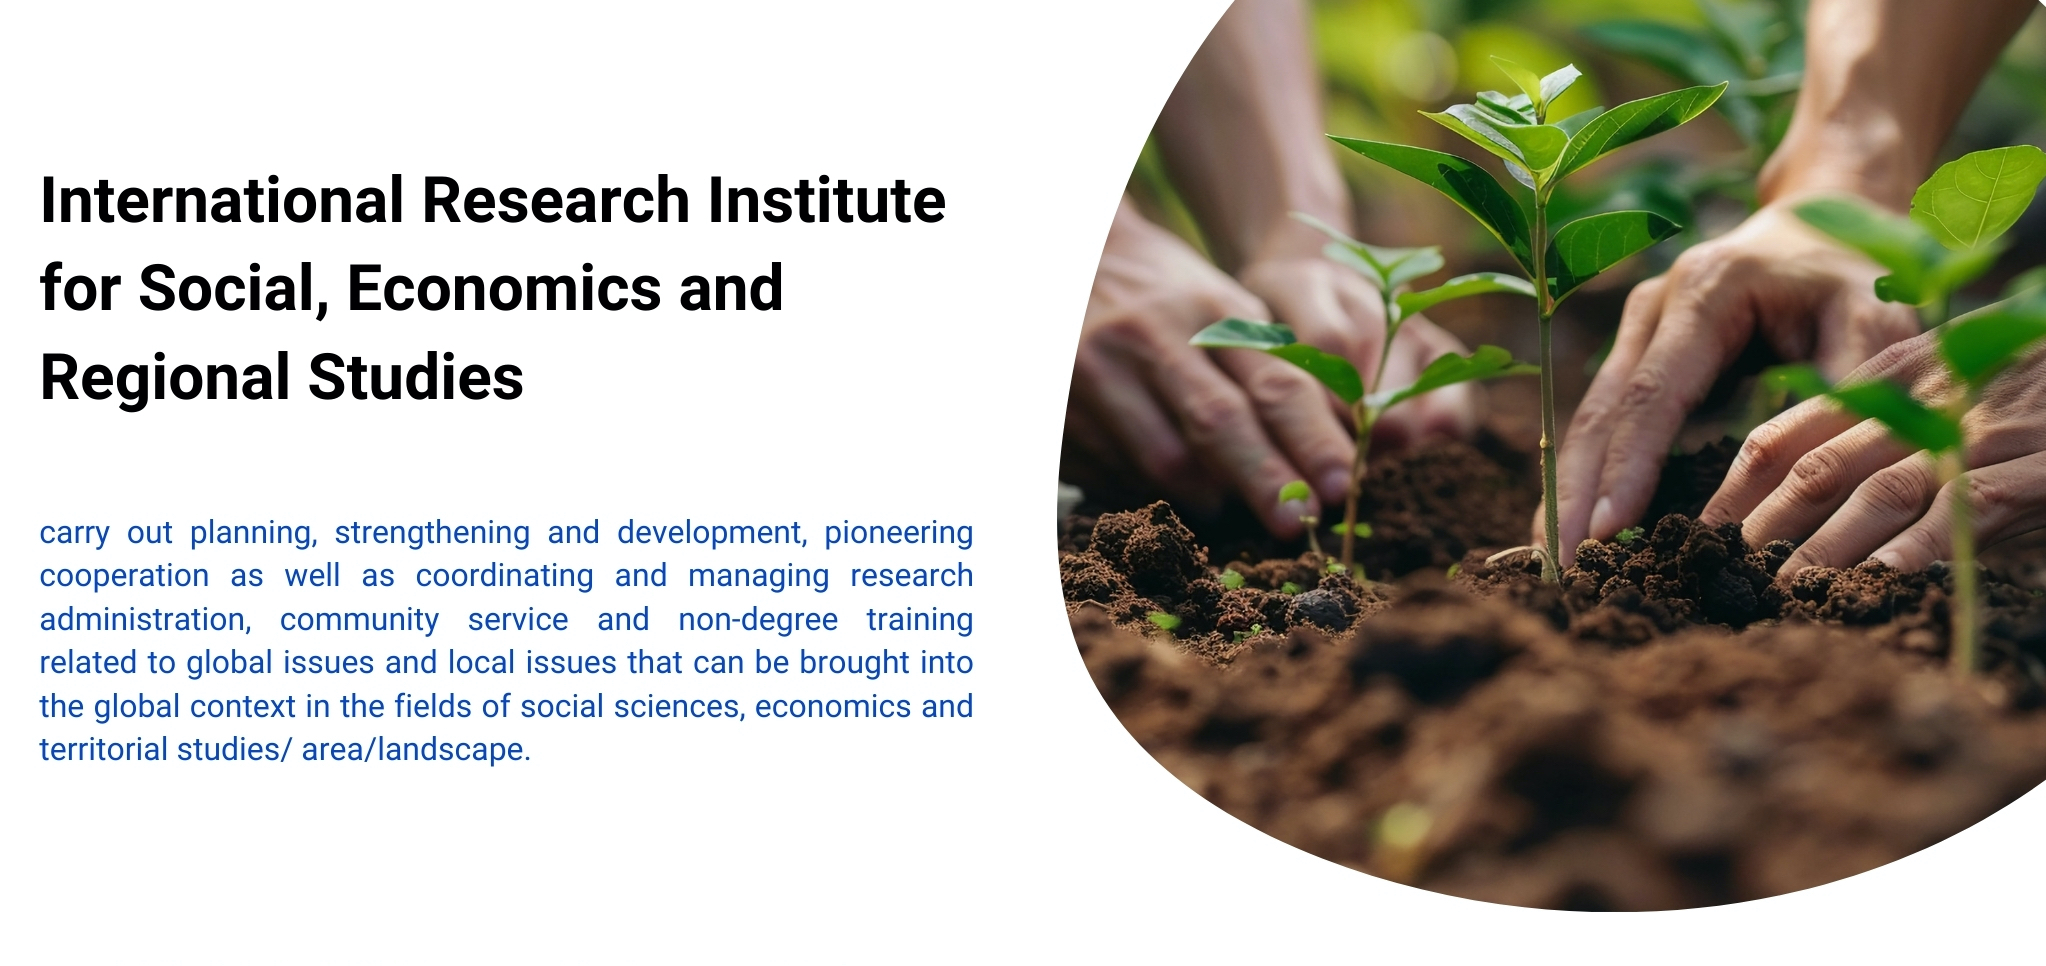 International Research Institute
for Social, Economics and
Regional Studies
carry out planning, strengthening and development, pioneering
cooperation as well as coordinating and managing research
administration, community service and non-degree training
related to global issues and local issues that can be brought into
the global context in the fields of social sciences, economics and
territorial studies/ area/landscape.